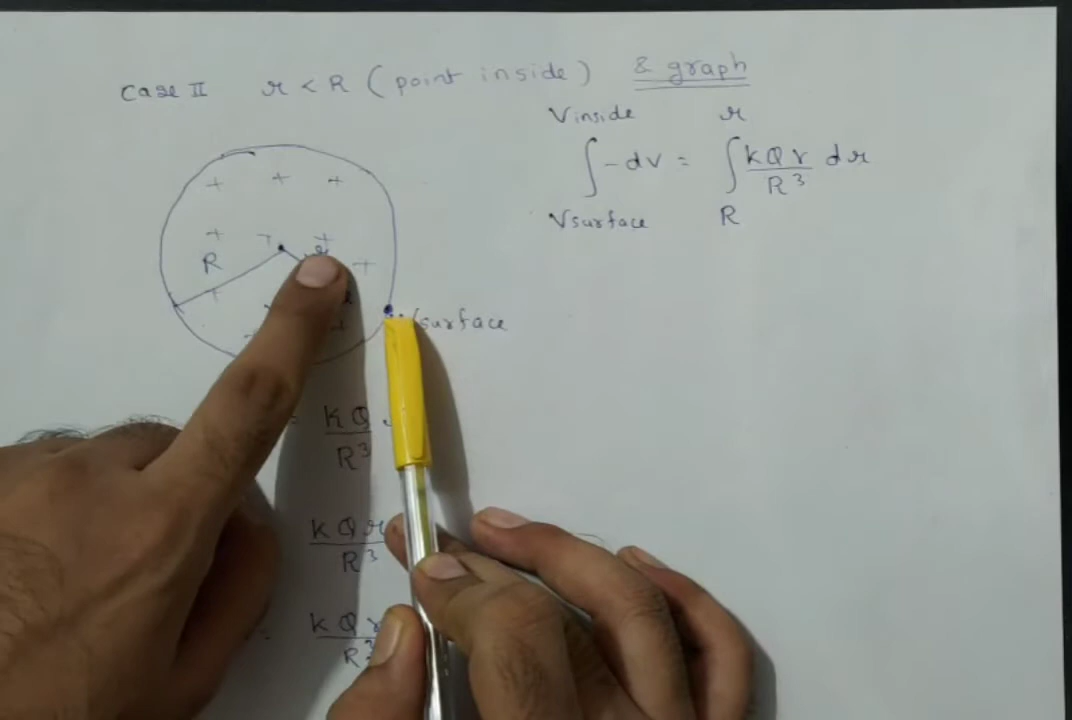 Case II r < R (point inside) & graph
Vinside r
∫ -dv = ∫ kQr/R³ dr
Vsurface R
+ + +
+ + +
R r +
+
surface
= kQ/R³
kQr/R³
= kQr/R³